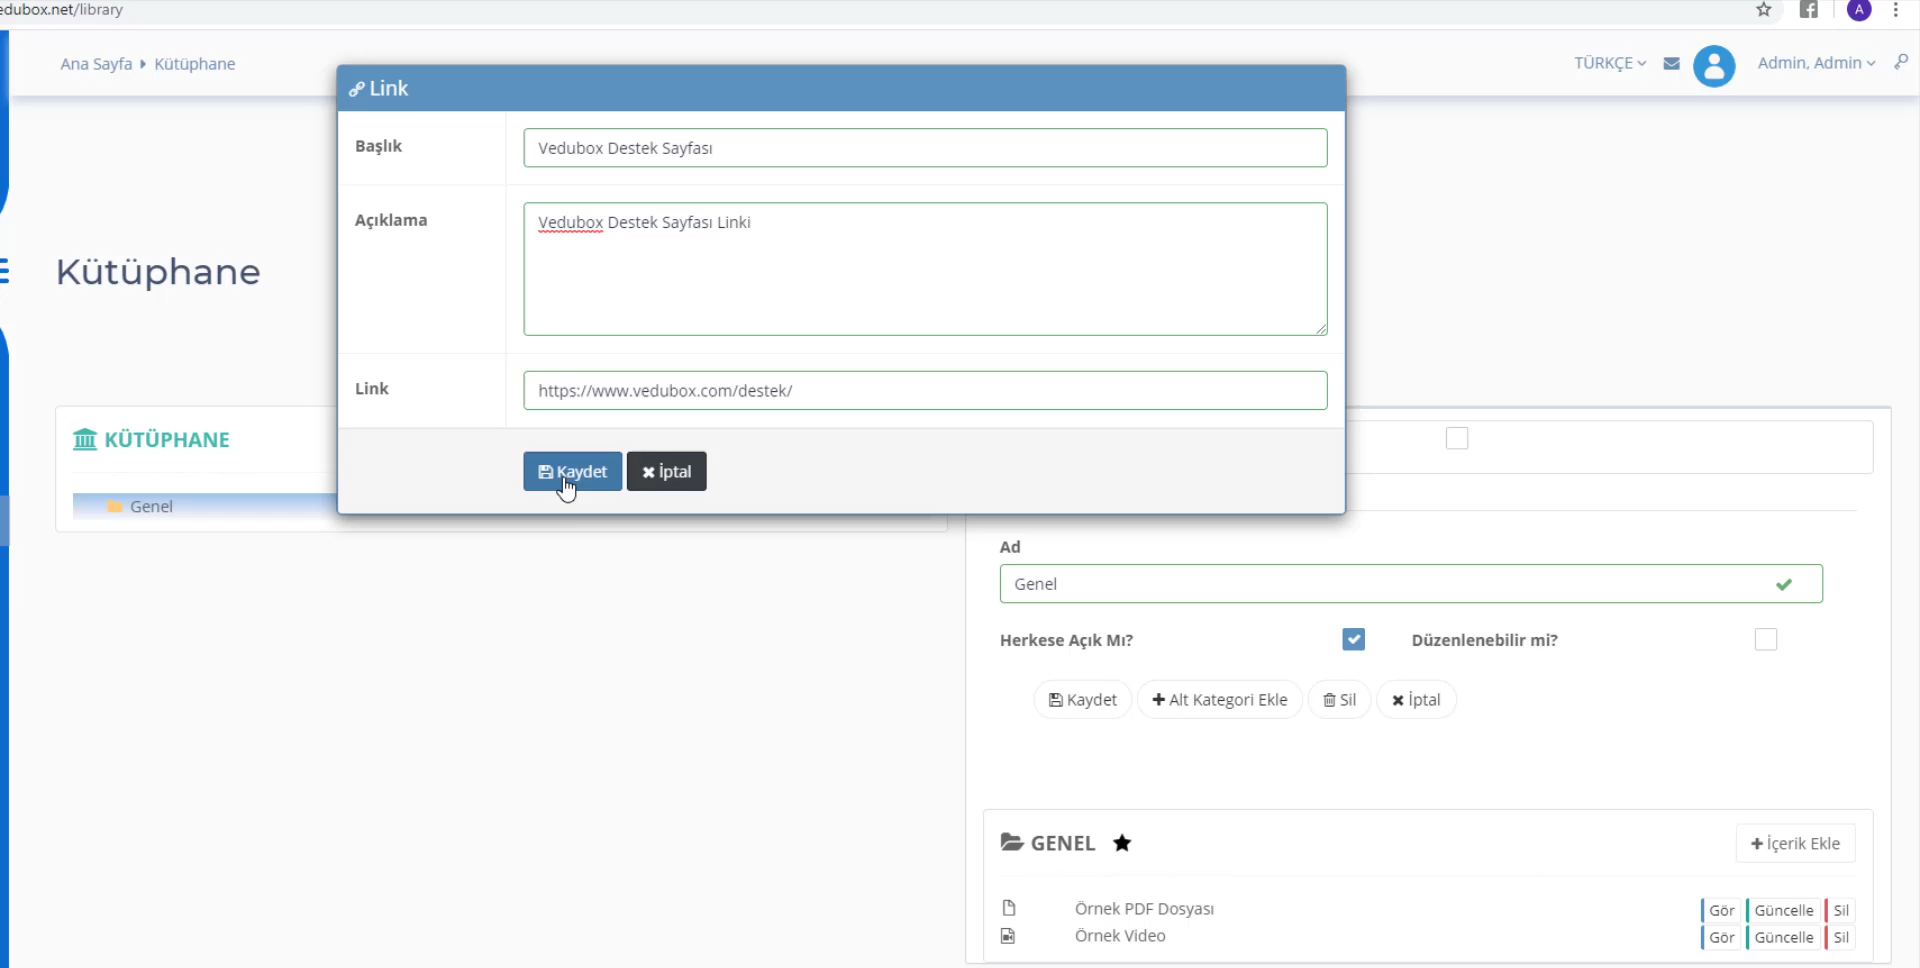 edubox.net/library
A
Ana Sayfa Kütüphane
TÜRKÇE
Admin, Admin
Link
Başlık
Vedubox Destek Sayfası
Açıklama
Vedubox Destek Sayfası Linki
Link
https://www.vedubox.com/destek/
Kaydet
İptal
Kütüphane
KÜTÜPHANE
Genel
Ad
Genel
Herkese Açık Mı?
Düzenlenebilir mi?
Kaydet
Alt Kategori Ekle
Sil
İptal
GENEL
İçerik Ekle
Örnek PDF Dosyası
Gör Güncelle Sil
Örnek Video
Gör Güncelle Sil